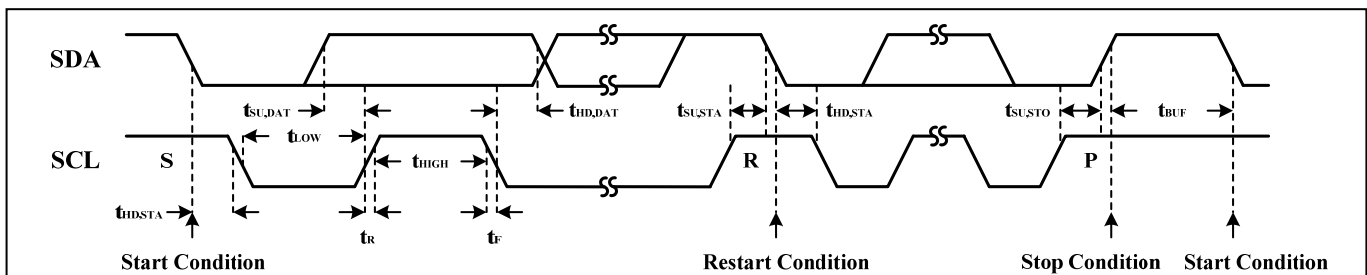 SDA
tSU,DAT
tHD,DAT
tSU,STA
tHD,STA
tSU,STO
tBUF
tLOW
SCL
S
tHIGH
R
P
tHD,STA
tR
tF
Start Condition
Restart Condition
Stop Condition
Start Condition